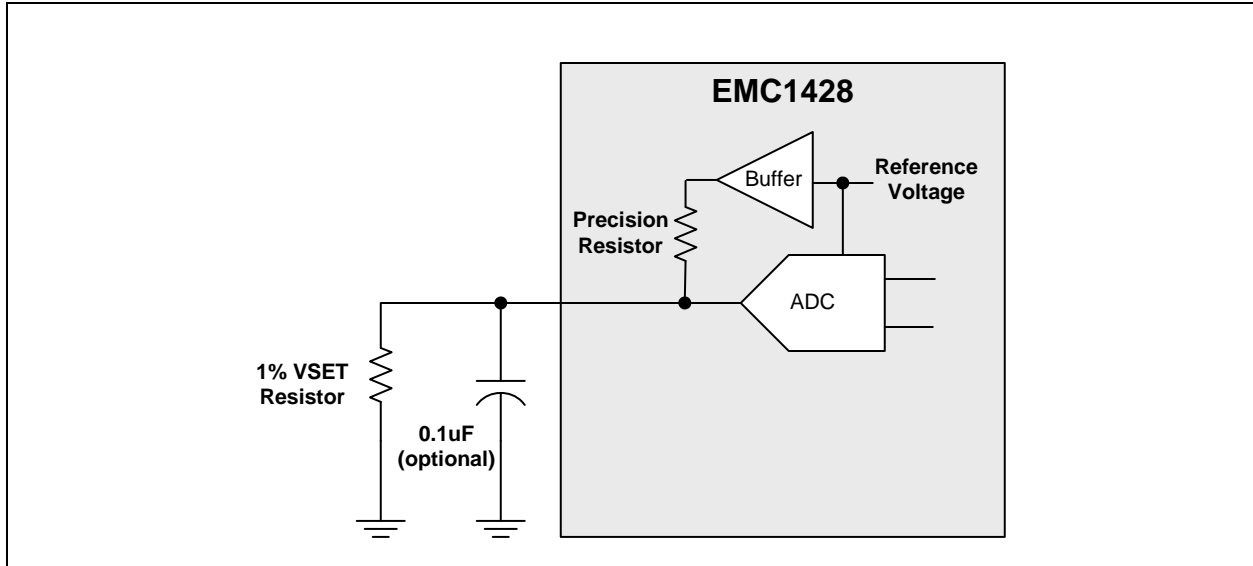 EMC1428
Buffer
Reference
Voltage
Precision
Resistor
ADC
1% VSET
Resistor
0.1uF
(optional)